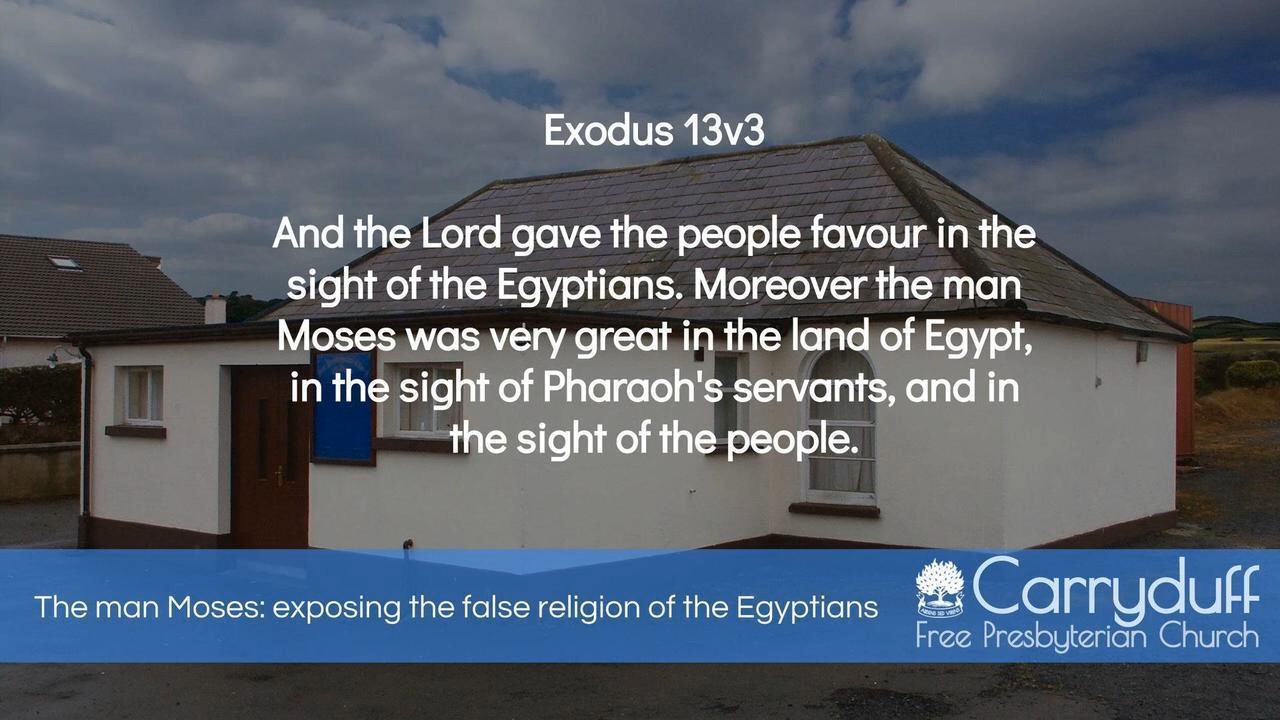 Exodus 13v3
And the Lord gave the people favour in the
sight of the Egyptians. Moreover the man
Moses was very great in the land of Egypt,
in the sight of Pharaoh's servants, and in
the sight of the people.
The man Moses: exposing the false religion of the Egyptians
Carryduff
Free Presbyterian Church